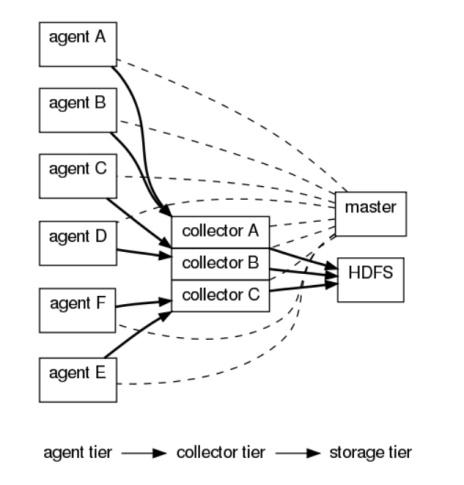 agent A
agent B
agent C
agent D
agent F
agent E
collector A
collector B
collector C
master
HDFS
agent tier collector tier storage tier